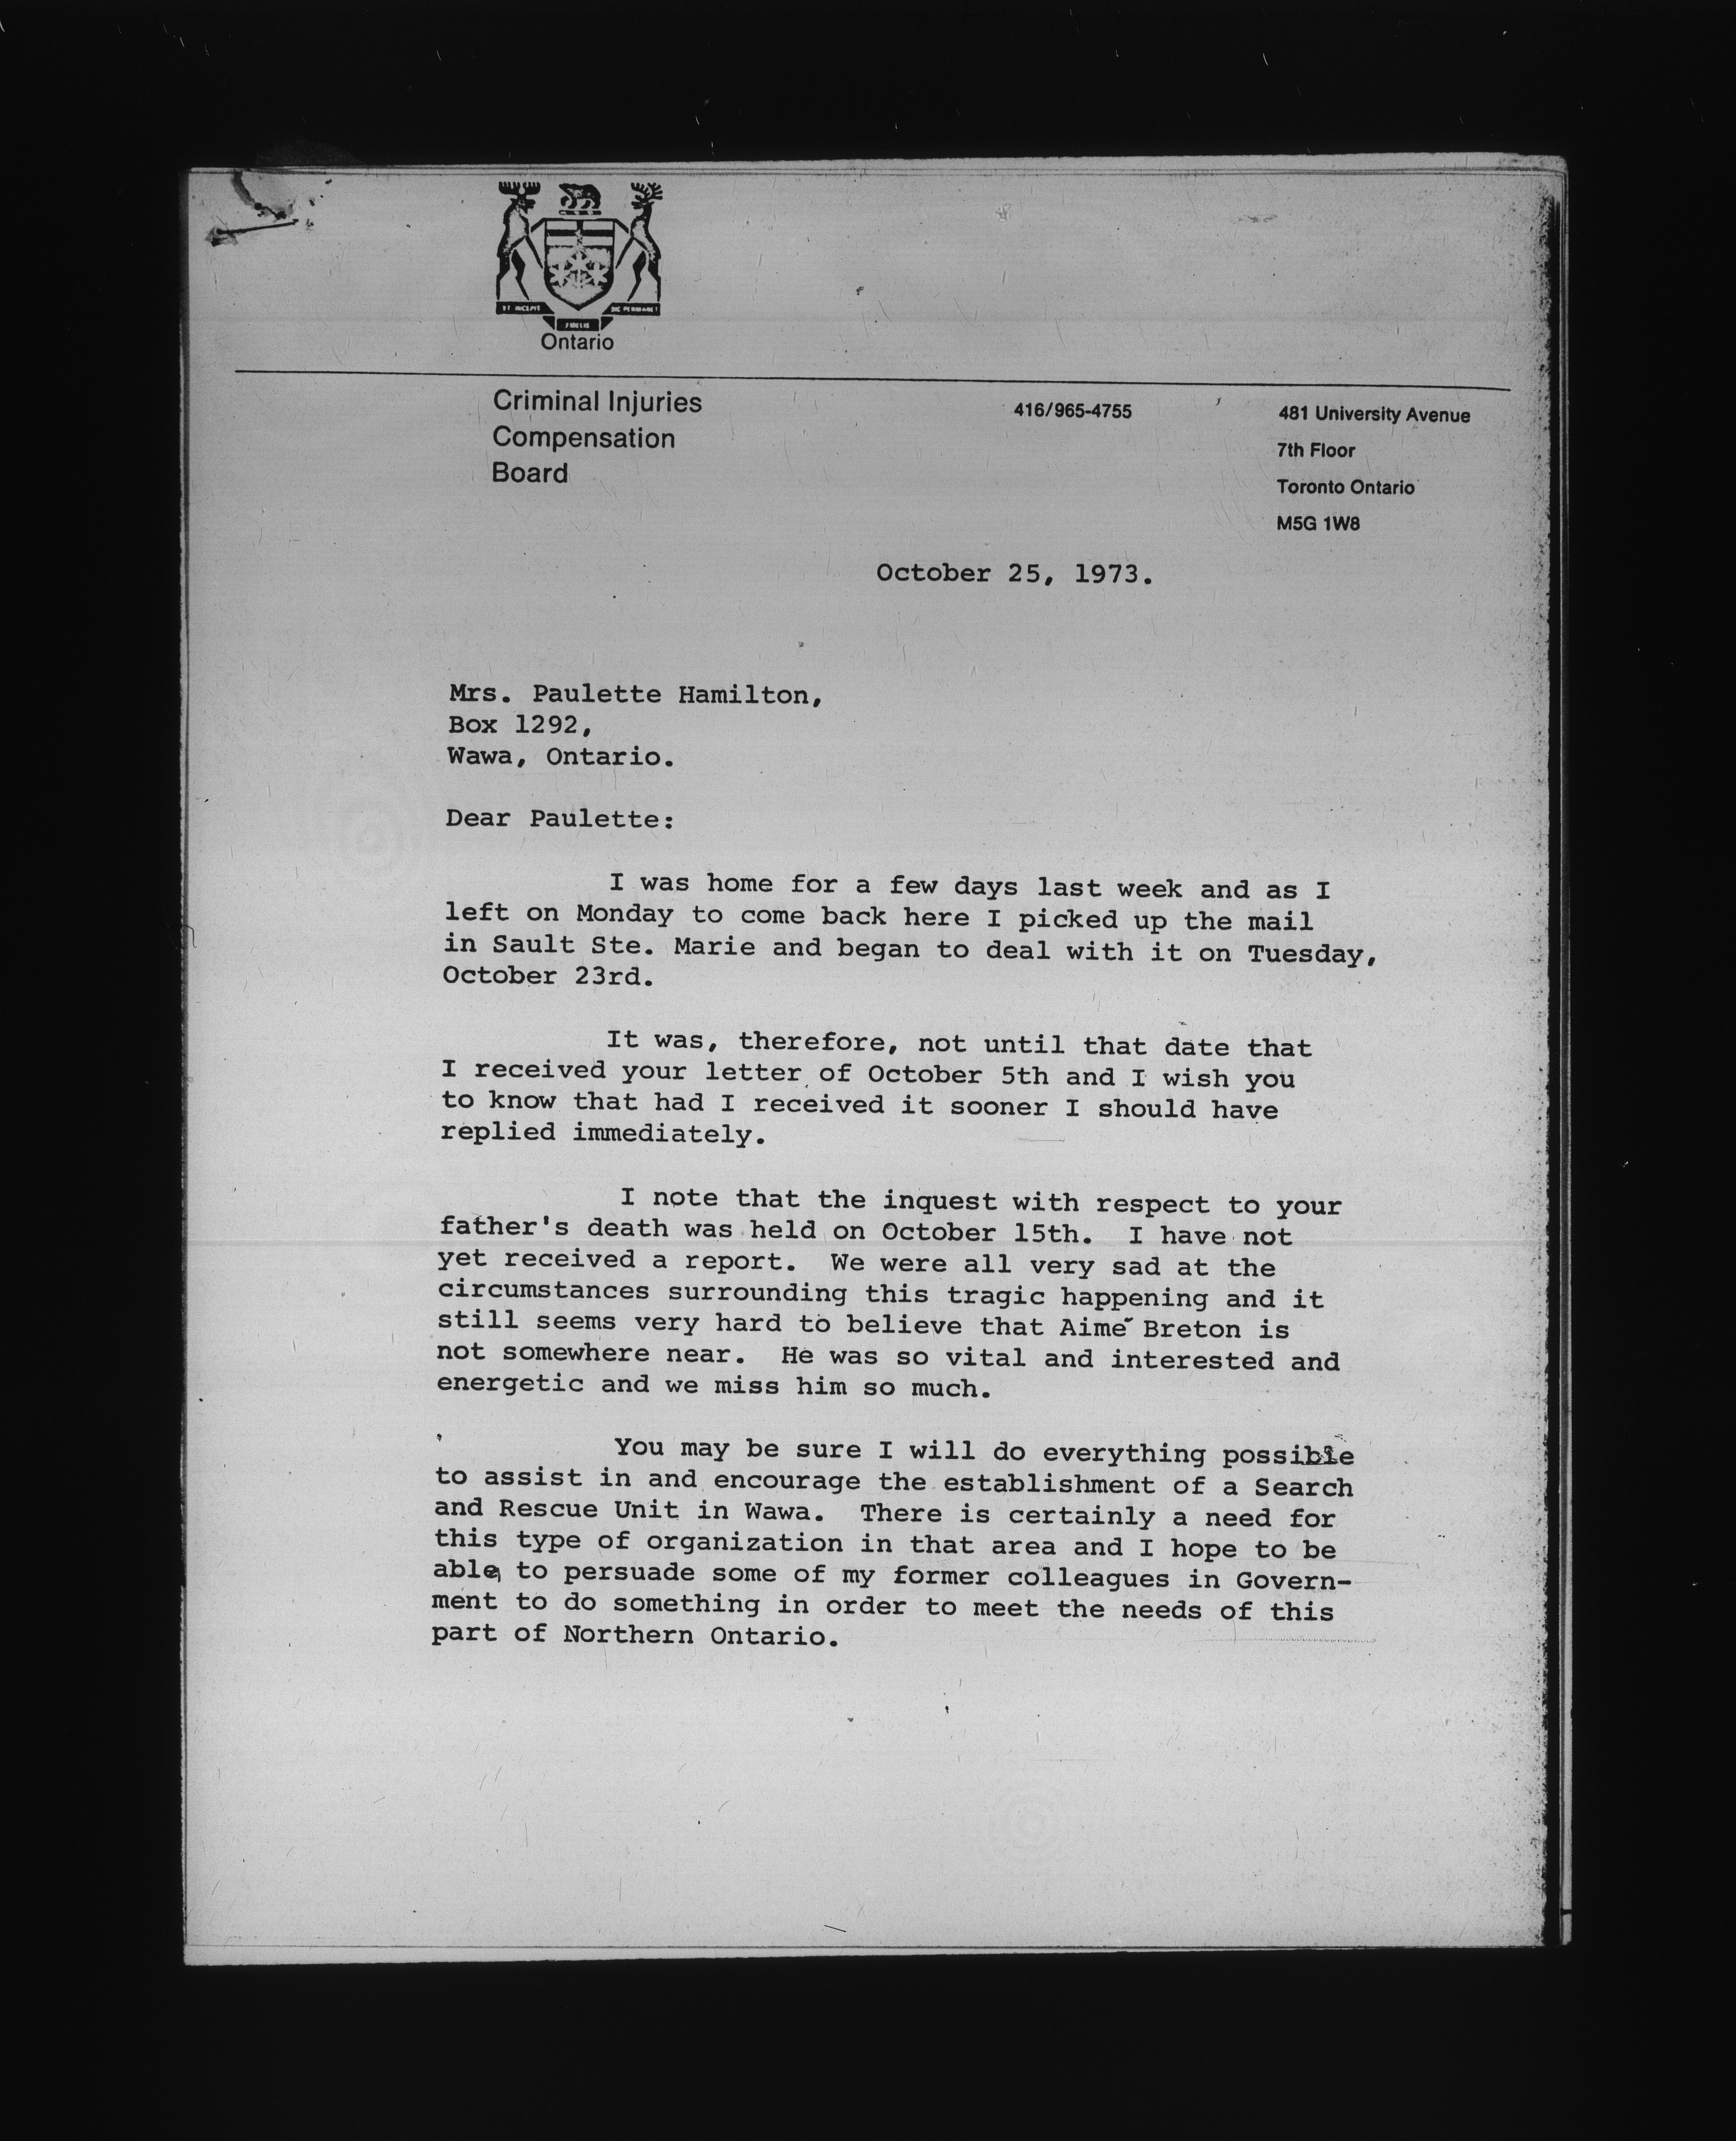 UT INCEPIT
SIC PERMANET
FIDELIS
Ontario
Criminal Injuries
Compensation
Board
416/965-4755
481 University Avenue
7th Floor
Toronto Ontario
M5G 1W8
October 25, 1973.
Mrs. Paulette Hamilton,
Box 1292,
Wawa, Ontario.
Dear Paulette:
I was home for a few days last week and as I
left on Monday to come back here I picked up the mail
in Sault Ste. Marie and began to deal with it on Tuesday,
October 23rd.
It was, therefore, not until that date that
I received your letter of October 5th and I wish you
to know that had I received it sooner I should have
replied immediately.
I note that the inquest with respect to your
father's death was held on October 15th. I have not
yet received a report. We were all very sad at the
circumstances surrounding this tragic happening and it
still seems very hard to believe that Aimé Breton is
not somewhere near. He was so vital and interested and
energetic and we miss him so much.
You may be sure I will do everything possible
to assist in and encourage the establishment of a Search
and Rescue Unit in Wawa. There is certainly a need for
this type of organization in that area and I hope to be
able to persuade some of my former colleagues in Govern-
ment to do something in order to meet the needs of this
part of Northern Ontario.